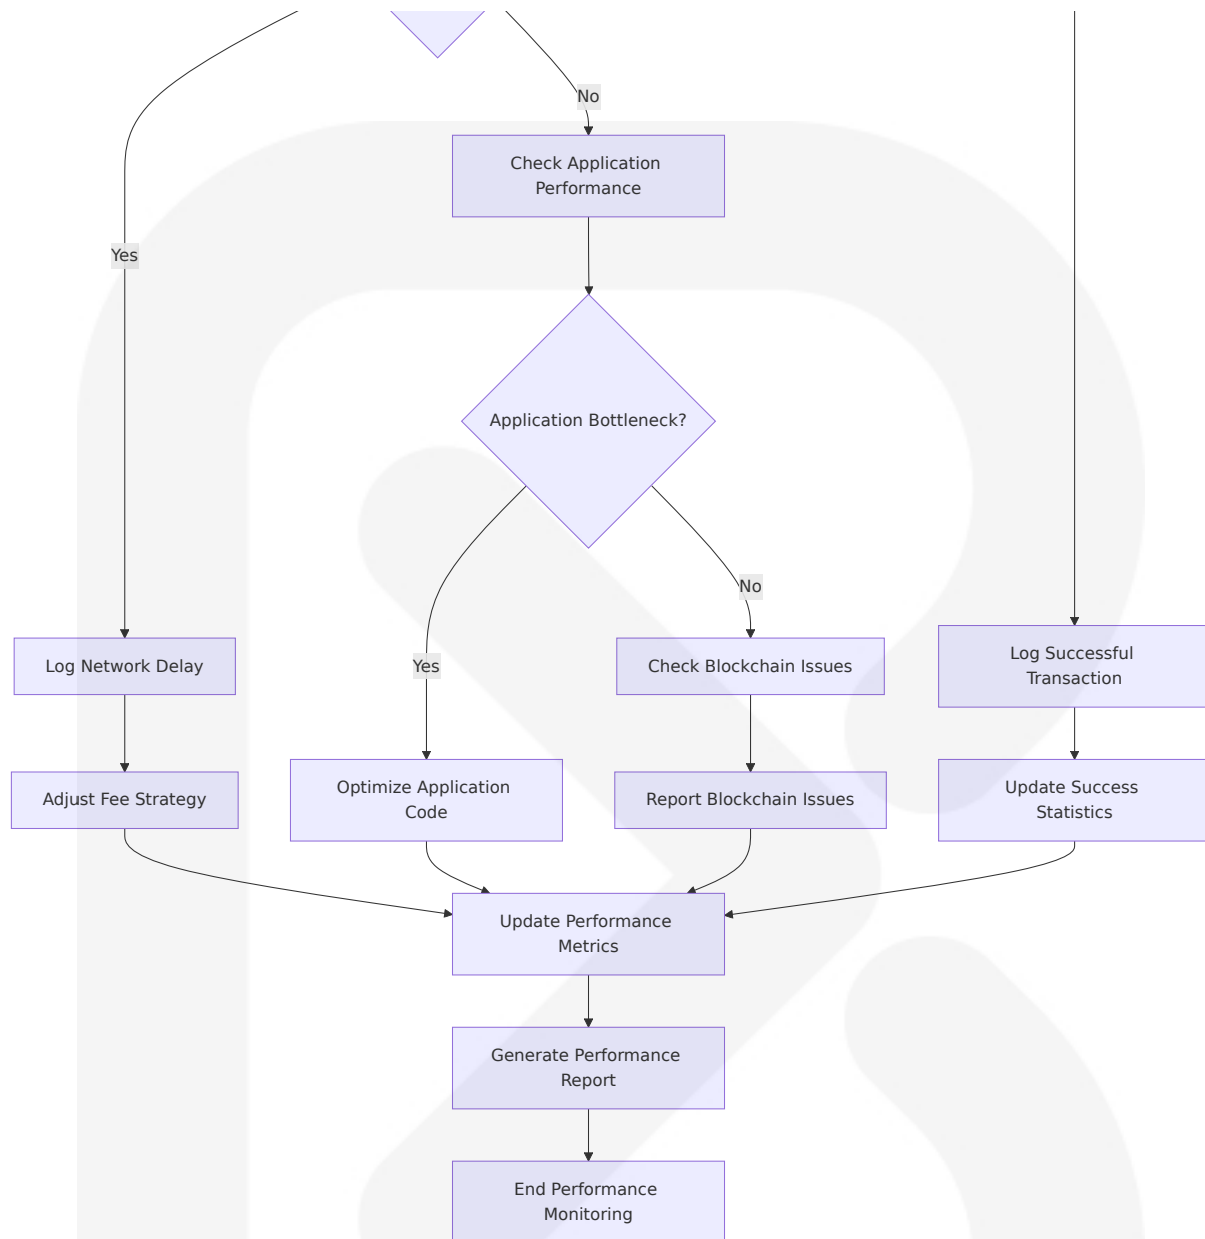 No
Check Application
Performance
Yes
Application Bottleneck?
No
Yes
Log Network Delay
Check Blockchain Issues
Log Successful
Transaction
Adjust Fee Strategy
Optimize Application
Code
Report Blockchain Issues
Update Success
Statistics
Update Performance
Metrics
Generate Performance
Report
End Performance
Monitoring